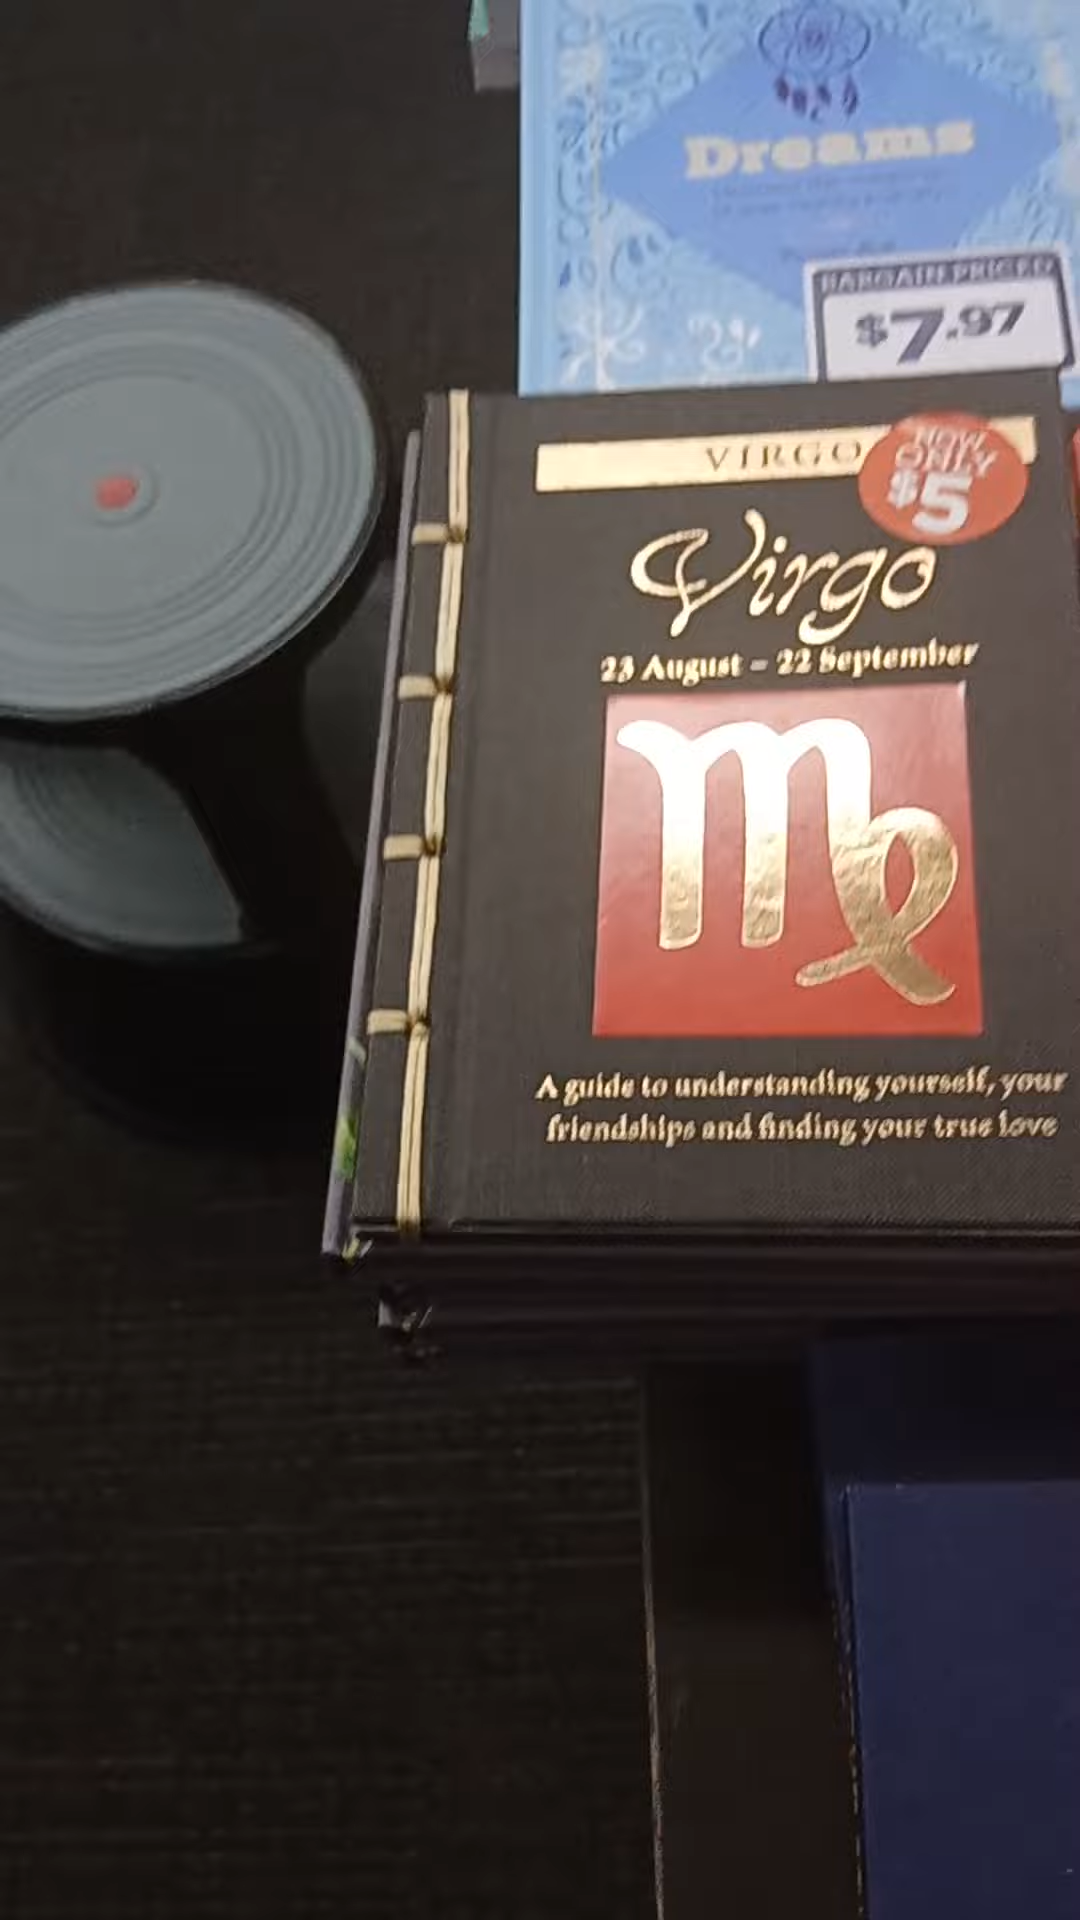 Dreams
BARGAIN PRICED
$7.97
VIRGO
NOW
ONLY
$5
Virgo
23 August – 22 September
A guide to understanding yourself, your
friendships and finding your true love